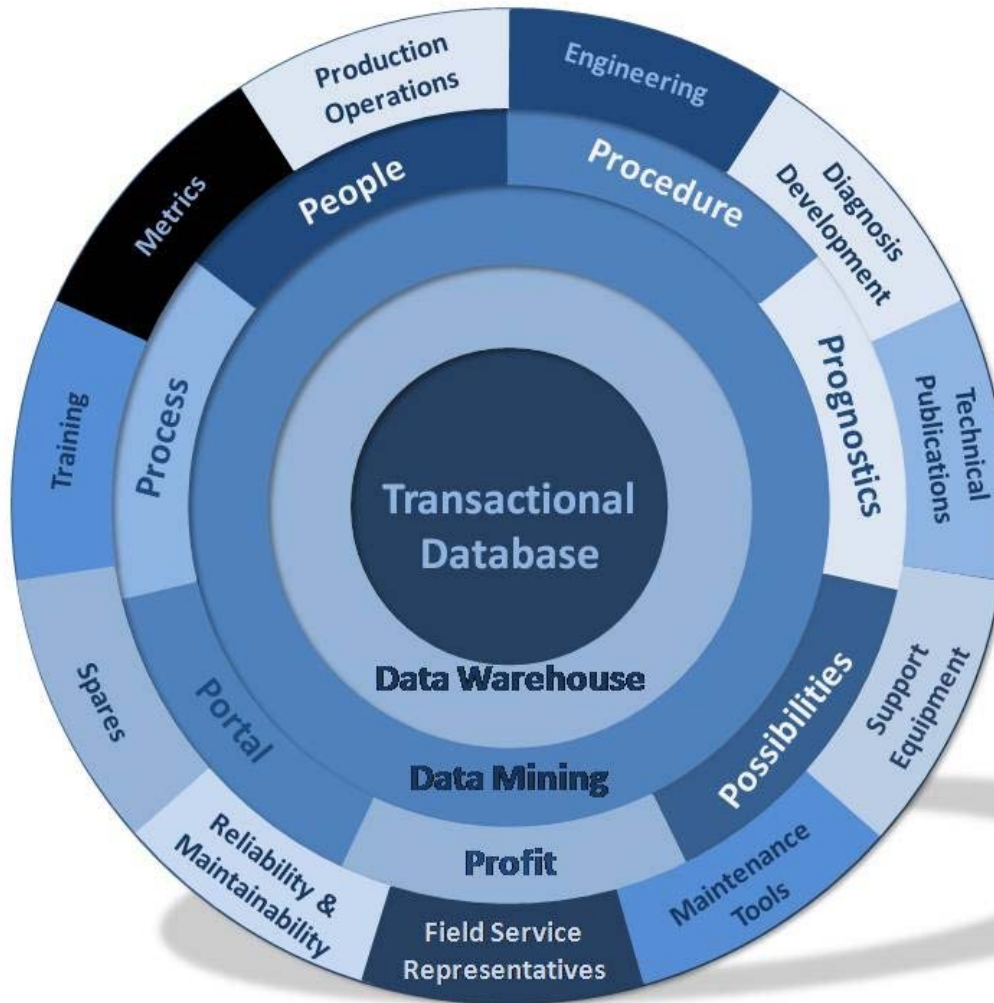 Production
Operations
Engineering
Diagnosis
Development
Technical
Publications
Support
Equipment
Maintenance
Tools
Field Service
Representatives
Reliability &
Maintainability
Spares
Training
Metrics
People
Procedure
Prognostics
Possibilities
Profit
Portal
Process
Transactional
Database
Data Warehouse
Data Mining